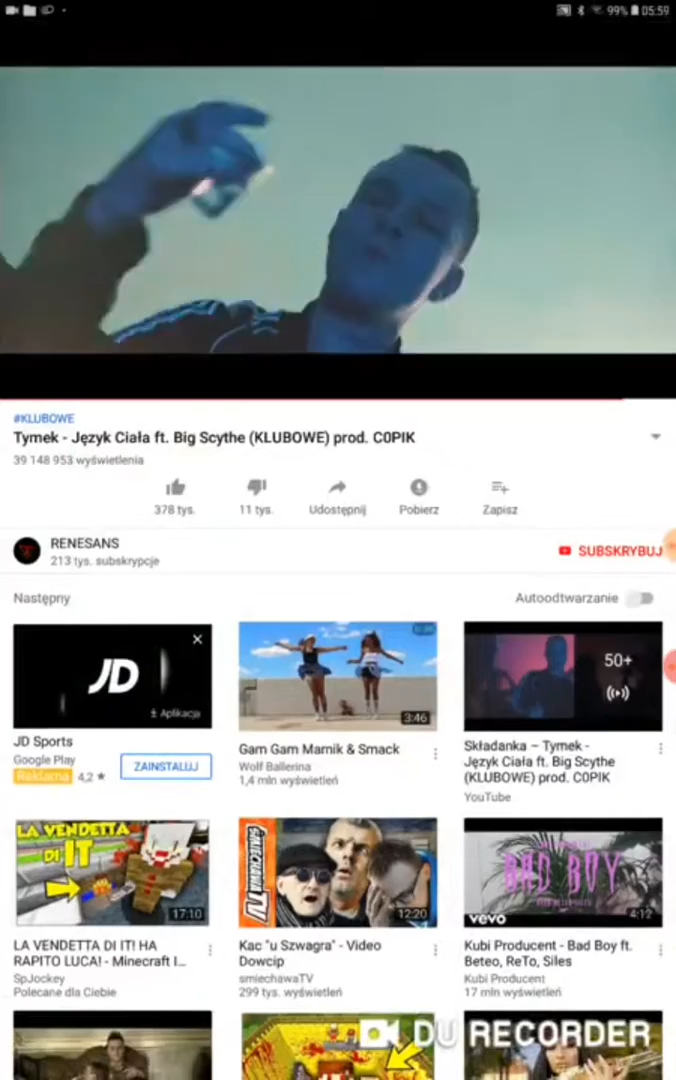 99% 05:59
#KLUBOWE
Tymek - Język Ciała ft. Big Scythe (KLUBOWE) prod. C0PIK
39 148 953 wyświetlenia
378 tys.
11 tys.
Udostępnij
Pobierz
Zapisz
RENESANS
213 tys. subskrypcje
SUBSKRYBUJ
Następny
Autoodtwarzanie
JD
Aplikacja
JD Sports
Google Play
Reklama 4,2 ★
ZAINSTALUJ
3:46
Gam Gam Marnik & Smack
Wolf Ballerina
1,4 mln wyświetleń
50+
Składanka – Tymek -
Język Ciała ft. Big Scythe
(KLUBOWE) prod. C0PIK
YouTube
LA VENDETTA
DI IT
17:10
LA VENDETTA DI IT! HA
RAPITO LUCA! - Minecraft I...
SpJockey
Polecane dla Ciebie
ŚMIECHAWA TV
12:20
Kac "u Szwagra" - Video
Dowcip
smiechawaTV
299 tys. wyświetleń
BAD BOY
vevo
4:12
Kubi Producent - Bad Boy ft.
Beteo, ReTo, Siles
Kubi Producent
17 mln wyświetleń
DU RECORDER